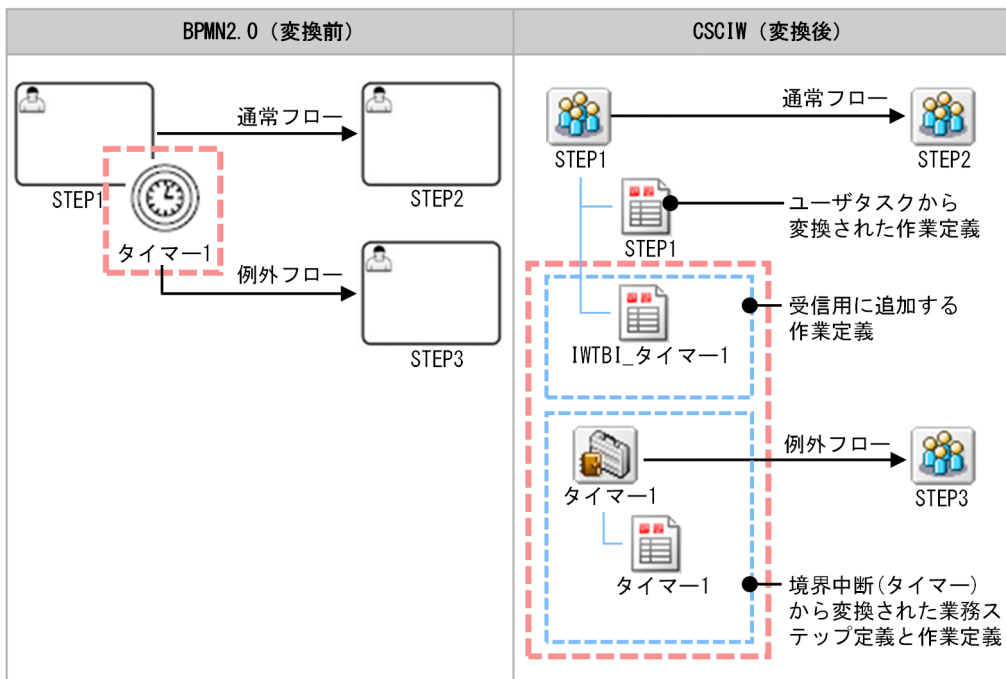 BPMN2.0（変換前）
CSCIW（変換後）
通常フロー
STEP1
STEP2
タイマー1
例外フロー
STEP3
通常フロー
STEP1
STEP2
STEP1
ユーザタスクから
変換された作業定義
IWTBI_タイマー1
受信用に追加する
作業定義
例外フロー
タイマー1
STEP3
タイマー1
境界中断(タイマー)
から変換された業務ス
テップ定義と作業定義